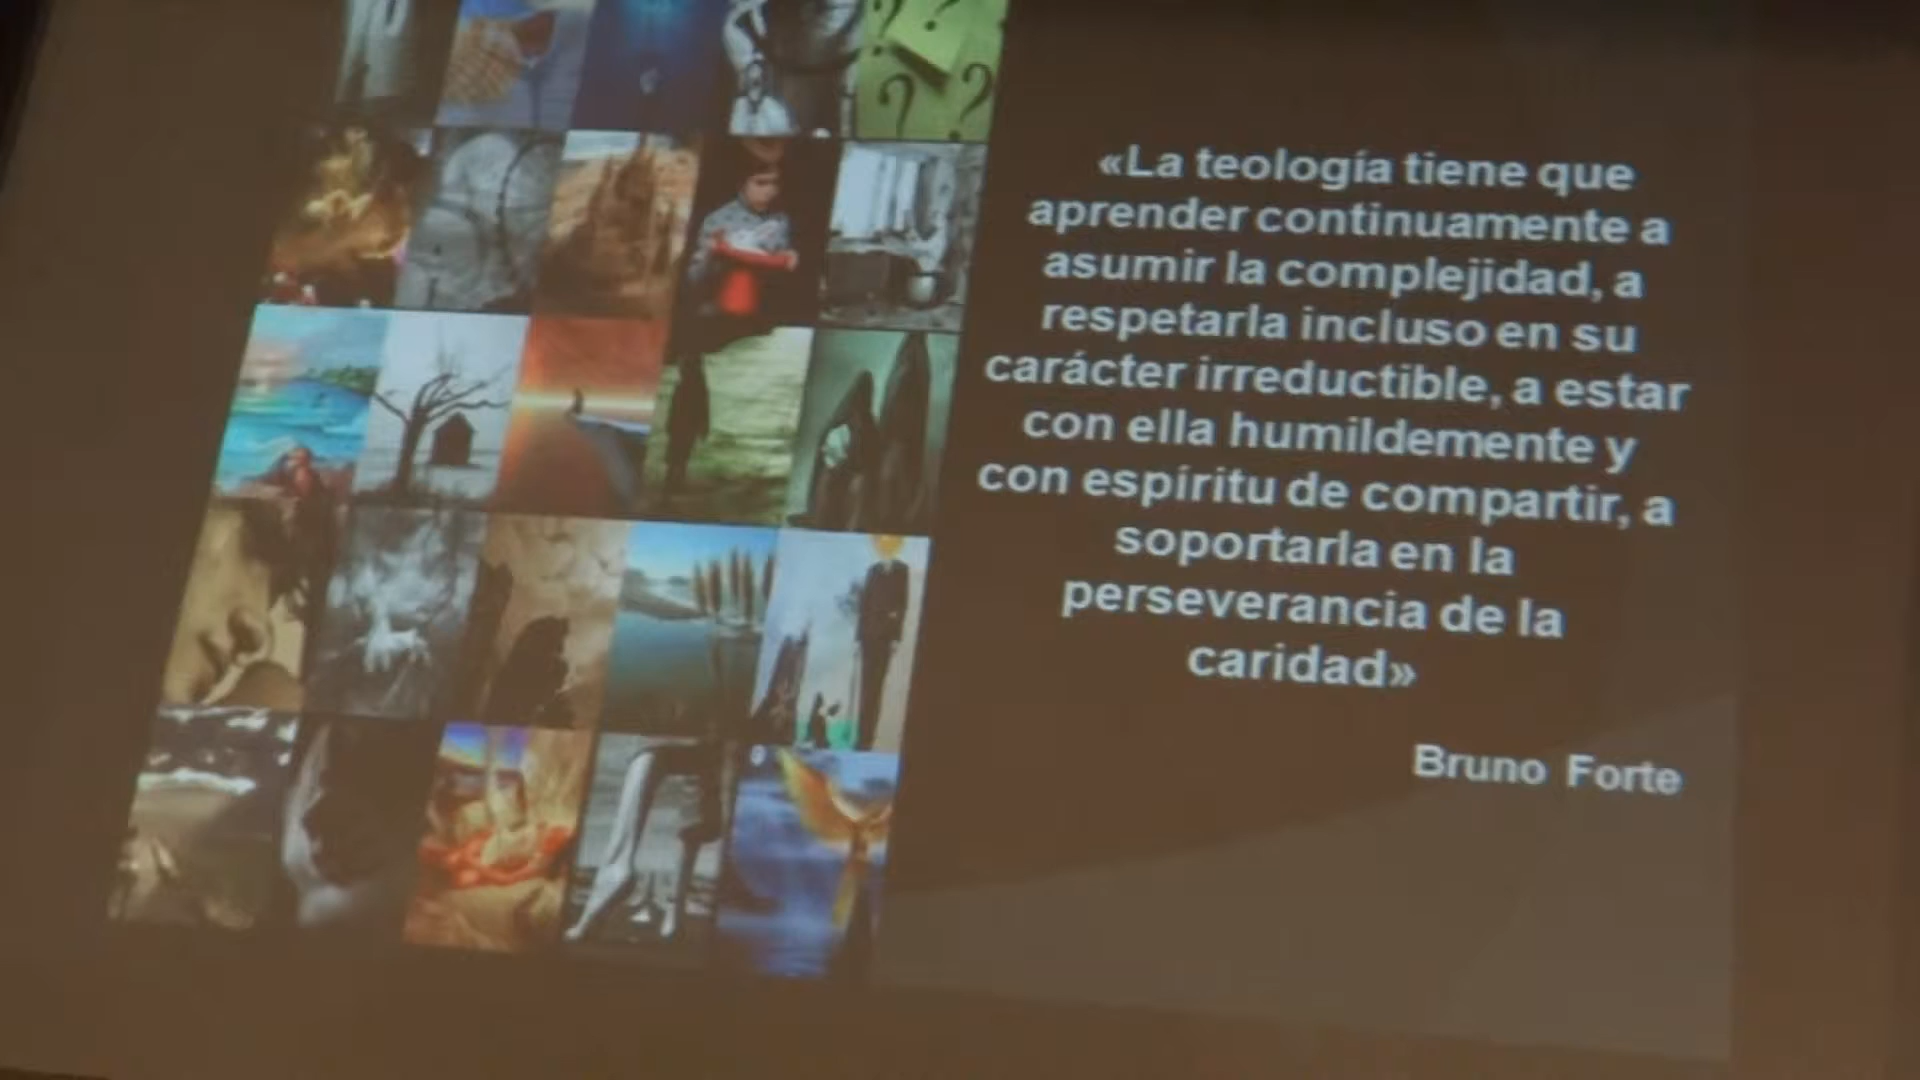 «La teología tiene que
aprender continuamente a
asumir la complejidad, a
respetarla incluso en su
carácter irreductible, a estar
con ella humildemente y
con espíritu de compartir, a
soportarla en la
perseverancia de la
caridad»
Bruno Forte